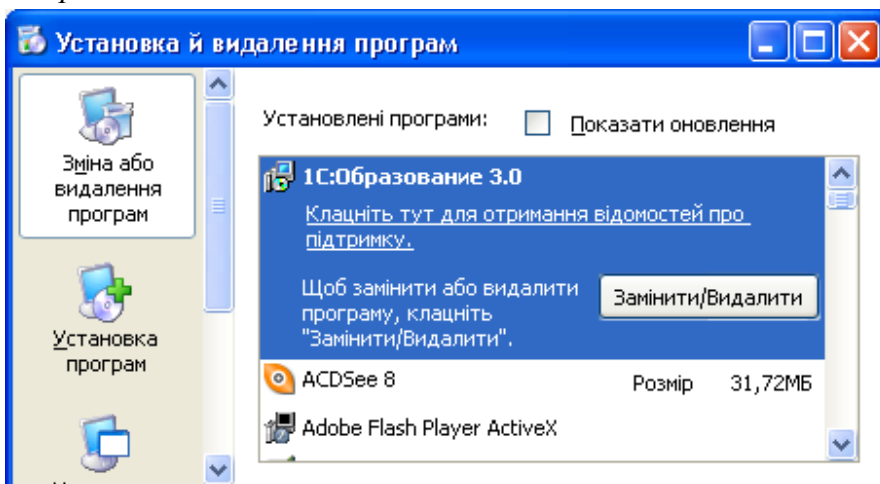 Установка й видалення програм
Зміна або
видалення
програм
Установка
програм
Установлені програми:
Показати оновлення
1С:Образование 3.0
Клацніть тут для отримання відомостей про
підтримку.
Щоб замінити або видалити
програму, клацніть
"Замінити/Видалити".
Замінити/Видалити
ACDSee 8 Розмір 31,72МБ
Adobe Flash Player ActiveX